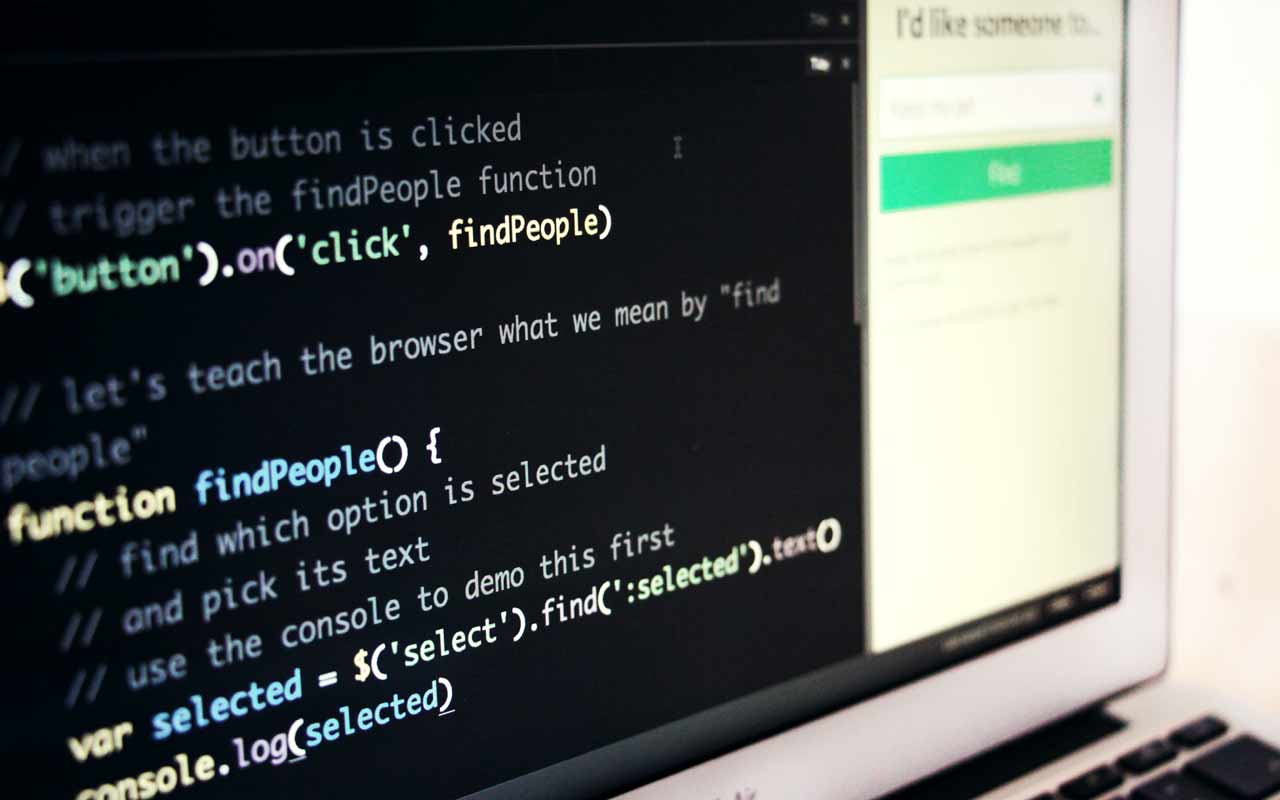 Tidy x
// when the button is clicked
// trigger the findPeople function
$('button').on('click', findPeople)
// let's teach the browser what we mean by "find
people"
function findPeople() {
// find which option is selected
// and pick its text
// use the console to demo this first
var selected = $('select').find(':selected').text()
console.log(selected)
I'd like someone to...
Find